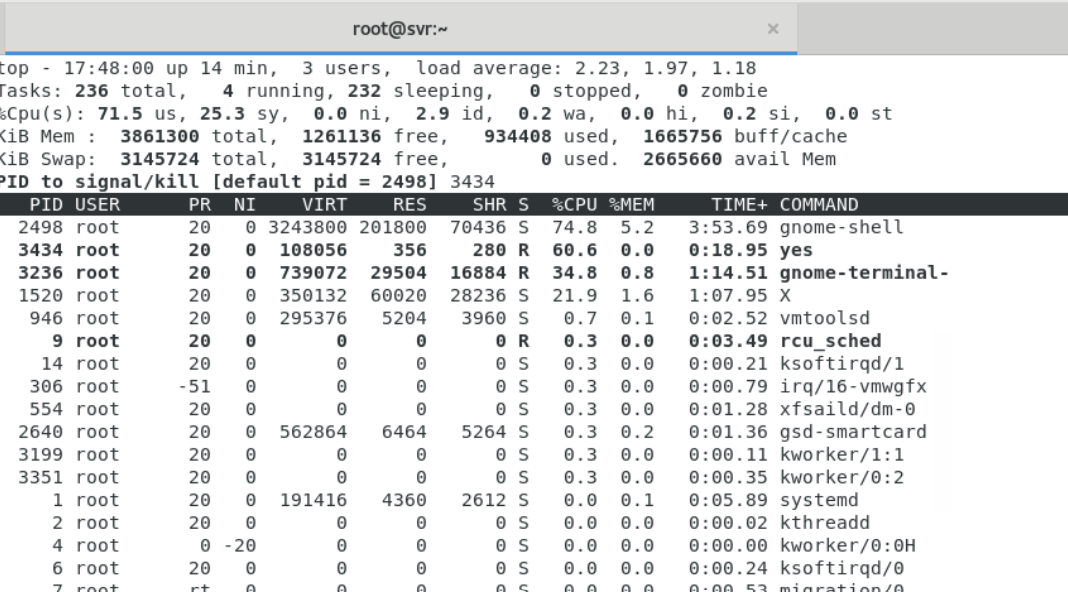 root@svr:~ ×
top - 17:48:00 up 14 min,  3 users,  load average: 2.23, 1.97, 1.18
Tasks: 236 total,   4 running, 232 sleeping,   0 stopped,   0 zombie
%Cpu(s): 71.5 us, 25.3 sy,  0.0 ni,  2.9 id,  0.2 wa,  0.0 hi,  0.2 si,  0.0 st
KiB Mem :  3861300 total,  1261136 free,   934408 used,  1665756 buff/cache
KiB Swap:  3145724 total,  3145724 free,        0 used.  2665660 avail Mem
PID to signal/kill [default pid = 2498] 3434
PID USER      PR  NI    VIRT    RES    SHR S  %CPU %MEM     TIME+ COMMAND
2498 root      20   0 3243800 201800  70436 S  74.8  5.2   3:53.69 gnome-shell
3434 root      20   0  108056    356    280 R  60.6  0.0   0:18.95 yes
3236 root      20   0  739072  29504  16884 R  34.8  0.8   1:14.51 gnome-terminal-
1520 root      20   0  350132  60020  28236 S  21.9  1.6   1:07.95 X
946 root      20   0  295376   5204   3960 S   0.7  0.1   0:02.52 vmtoolsd
9 root      20   0       0      0      0 R   0.3  0.0   0:03.49 rcu_sched
14 root      20   0       0      0      0 S   0.3  0.0   0:00.21 ksoftirqd/1
306 root     -51   0       0      0      0 S   0.3  0.0   0:00.79 irq/16-vmwgfx
554 root      20   0       0      0      0 S   0.3  0.0   0:01.28 xfsaild/dm-0
2640 root      20   0  562864   6464   5264 S   0.3  0.2   0:01.36 gsd-smartcard
3199 root      20   0       0      0      0 S   0.3  0.0   0:00.11 kworker/1:1
3351 root      20   0       0      0      0 S   0.3  0.0   0:00.35 kworker/0:2
1 root      20   0  191416   4360   2612 S   0.0  0.1   0:05.89 systemd
2 root      20   0       0      0      0 S   0.0  0.0   0:00.02 kthreadd
4 root       0 -20       0      0      0 S   0.0  0.0   0:00.00 kworker/0:0H
6 root      20   0       0      0      0 S   0.0  0.0   0:00.24 ksoftirqd/0
7 root      rt   0       0      0      0 S   0.0  0.0   0:00.53 migration/0